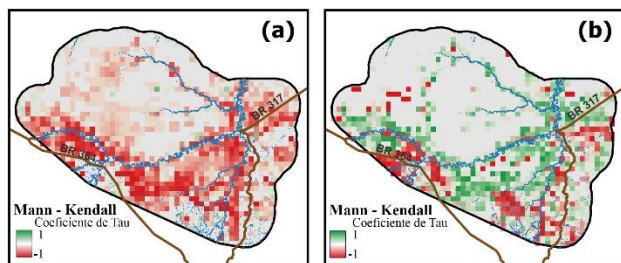 (a)
BR 317
BR 364
Mann - Kendall
Coeficiente de Tau
1
-1
(b)
BR 317
BR 364
Mann - Kendall
Coeficiente de Tau
1
-1